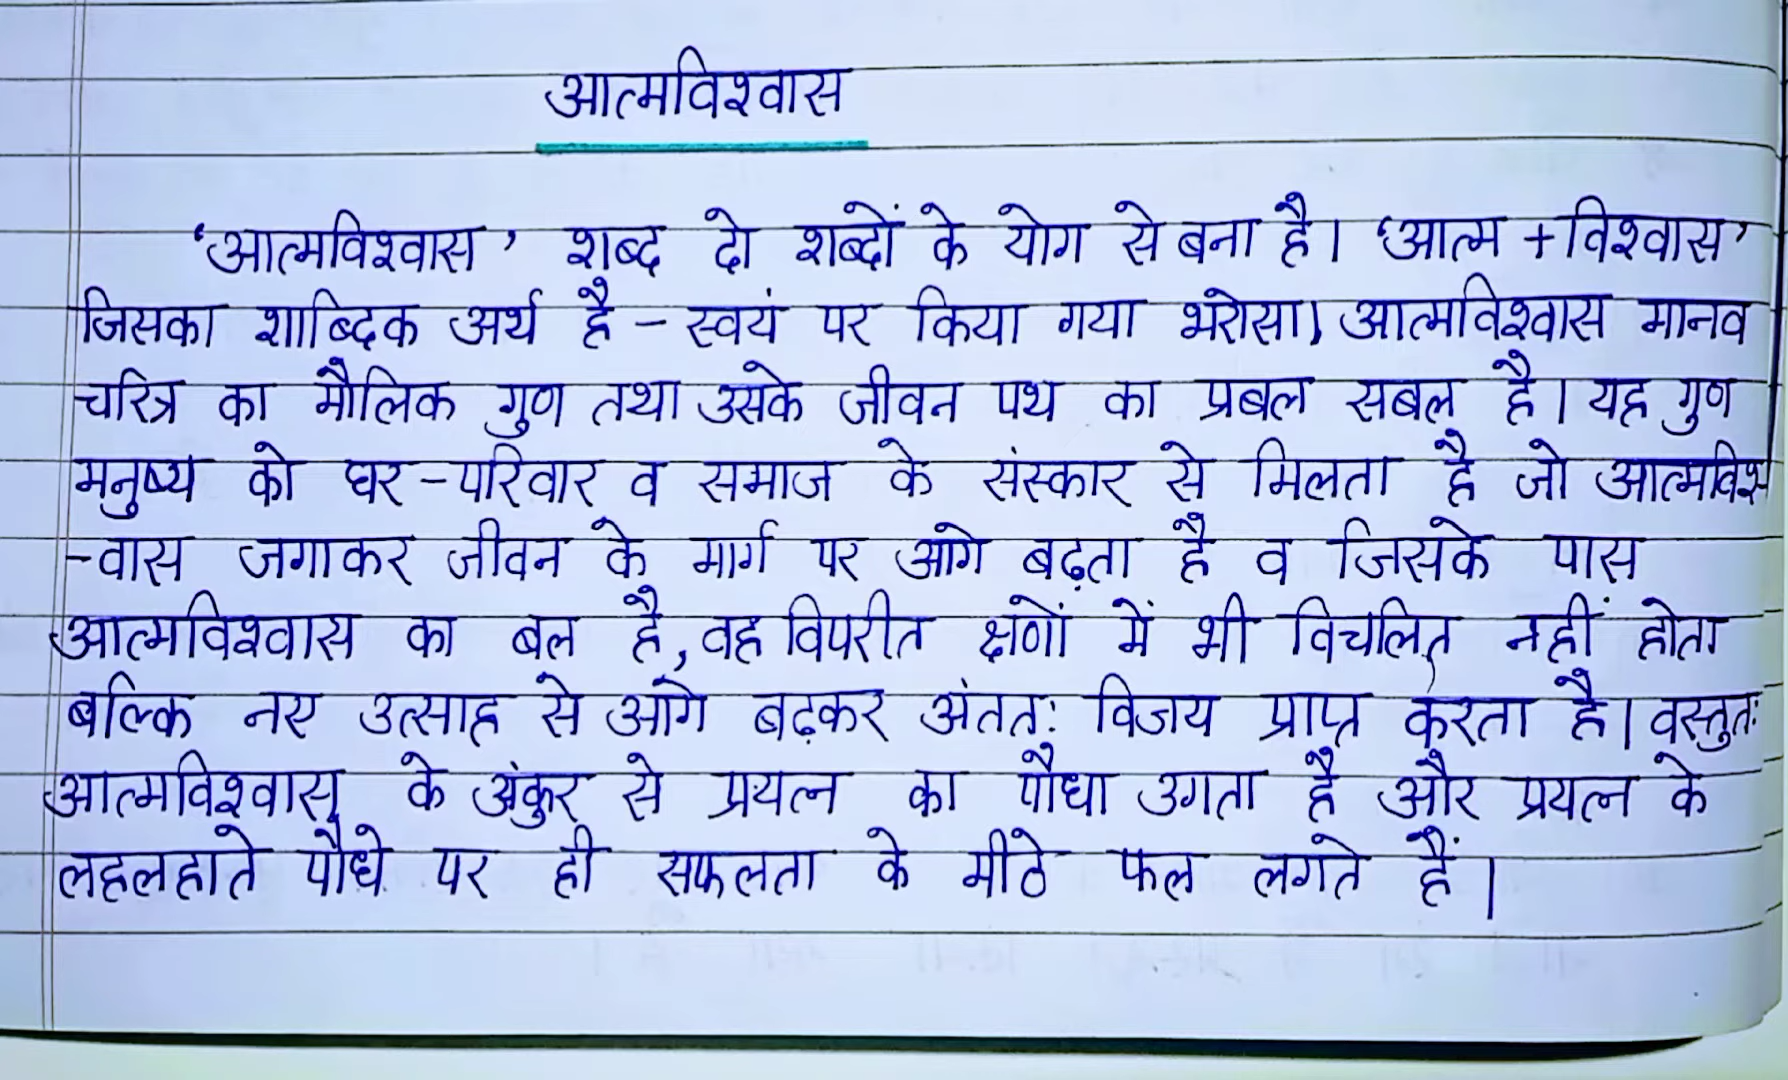 आत्मविश्वास
'आत्मविश्वास' शब्द दो शब्दों के योग से बना है। 'आत्म + विश्वास'
जिसका शाब्दिक अर्थ है – स्वयं पर किया गया भरोसा। आत्मविश्वास मानव
चरित्र का मौलिक गुण तथा उसके जीवन पथ का प्रबल सबल है। यह गुण
मनुष्य को घर-परिवार व समाज के संस्कार से मिलता है जो आत्मविश
-वास जगाकर जीवन के मार्ग पर आगे बढ़ता है व जिसके पास
आत्मविश्वास का बल है, वह विपरीत क्षणों में भी विचलित नहीं होता
बल्कि नए उत्साह से आगे बढ़कर अंततः विजय प्राप्त करता है। वस्तुतः
आत्मविश्वास के अंकुर से प्रयत्न का पौधा उगता है और प्रयत्न के
लहलहाते पौधे पर ही सफलता के मीठे फल लगते हैं।